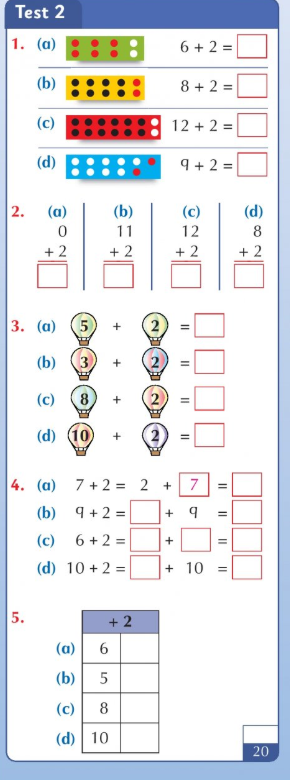 Test 2
1. (a) 6 + 2 =
(b) 8 + 2 =
(c) 12 + 2 =
(d) 9 + 2 =
2. (a) (b) (c) (d)
0 11 12 8
+ 2 + 2 + 2 + 2
3. (a) 5 + 2 =
(b) 3 + 2 =
(c) 8 + 2 =
(d) 10 + 2 =
4. (a) 7 + 2 = 2 + 7 =
(b) 9 + 2 = + 9 =
(c) 6 + 2 = + =
(d) 10 + 2 = + 10 =
5. + 2
(a) 6
(b) 5
(c) 8
(d) 10
20